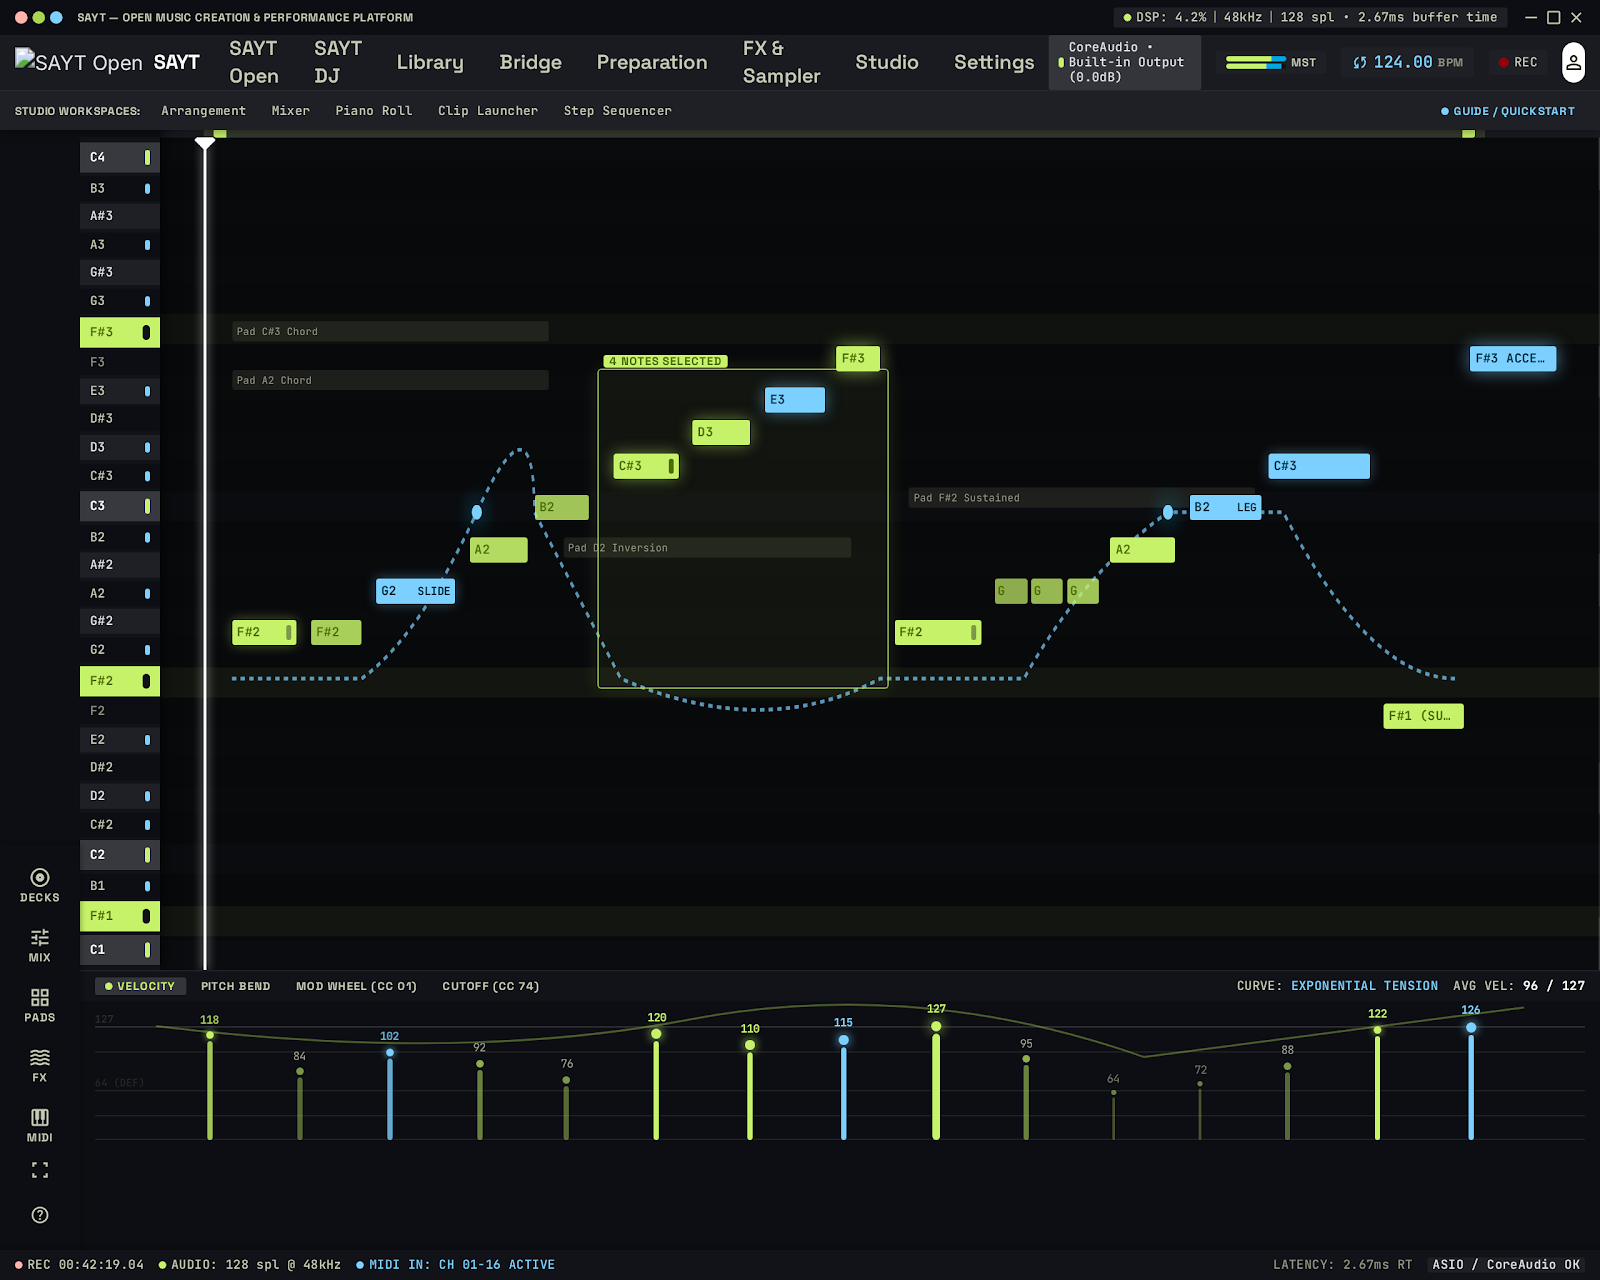 SAYT — OPEN MUSIC CREATION & PERFORMANCE PLATFORM
DSP: 4.2% | 48kHz | 128 spl • 2.67ms buffer time
SAYT Open
SAYT
SAYT Open
SAYT DJ
Library
Bridge
Preparation
FX & Sampler
Studio
Settings
CoreAudio •
Built-in Output
(0.0dB)
MST
124.00 BPM
REC
STUDIO WORKSPACES:
Arrangement
Mixer
Piano Roll
Clip Launcher
Step Sequencer
GUIDE / QUICKSTART
C4
B3
A#3
A3
G#3
G3
F#3
F3
E3
D#3
D3
C#3
C3
B2
A#2
A2
G#2
G2
F#2
F2
E2
D#2
D2
C#2
C2
B1
F#1
C1
Pad C#3 Chord
Pad A2 Chord
4 NOTES SELECTED
F#3
F#3 ACCE…
E3
D3
C#3
C#3
Pad F#2 Sustained
B2
B2 LEG
A2
Pad D2 Inversion
A2
G2 SLIDE
G
G
G
F#2
F#2
F#2
F#1 (SU…
DECKS
MIX
PADS
FX
MIDI
VELOCITY
PITCH BEND
MOD WHEEL (CC 01)
CUTOFF (CC 74)
CURVE: EXPONENTIAL TENSION
AVG VEL: 96 / 127
127
64 (DEF)
118
84
102
92
76
120
110
115
127
95
64
72
88
122
126
REC 00:42:19.04
AUDIO: 128 spl @ 48kHz
MIDI IN: CH 01-16 ACTIVE
LATENCY: 2.67ms RT
ASIO / CoreAudio OK